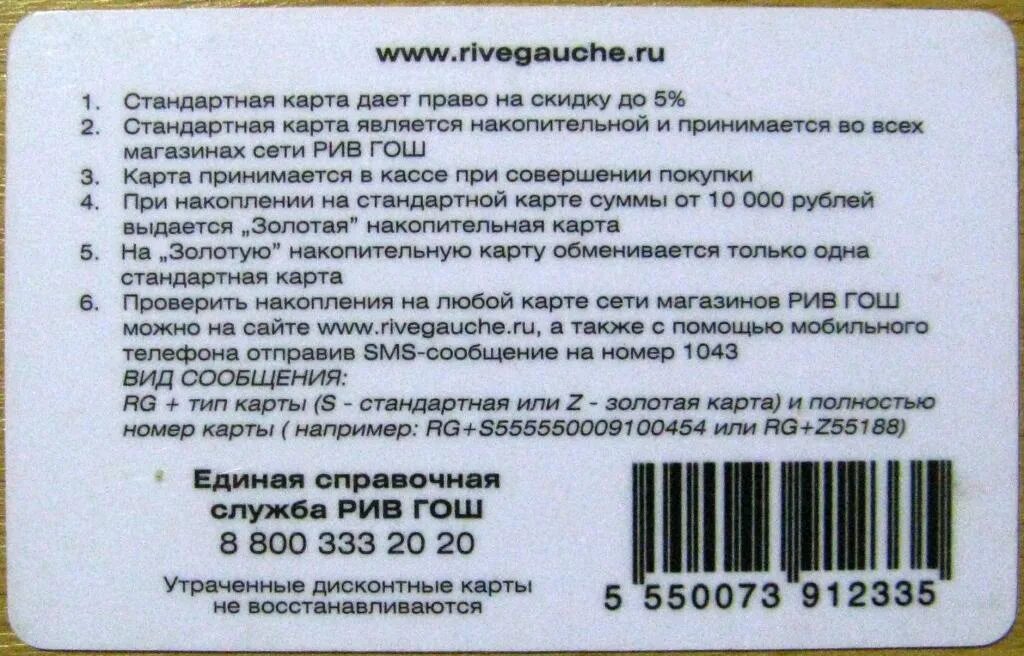 www.rivegauche.ru
1. Стандартная карта дает право на скидку до 5%
2. Стандартная карта является накопительной и принимается во всех
магазинах сети РИВ ГОШ
3. Карта принимается в кассе при совершении покупки
4. При накоплении на стандартной карте суммы от 10 000 рублей
выдается „Золотая” накопительная карта
5. На „Золотую” накопительную карту обменивается только одна
стандартная карта
6. Проверить накопления на любой карте сети магазинов РИВ ГОШ
можно на сайте www.rivegauche.ru, а также с помощью мобильного
телефона отправив SMS-сообщение на номер 1043
ВИД СООБЩЕНИЯ:
RG + тип карты (S - стандартная или Z - золотая карта) и полностью
номер карты ( например: RG+S555550009100454 или RG+Z55188)
Единая справочная
служба РИВ ГОШ
8 800 333 20 20
Утраченные дисконтные карты
не восстанавливаются
5 550073 912335